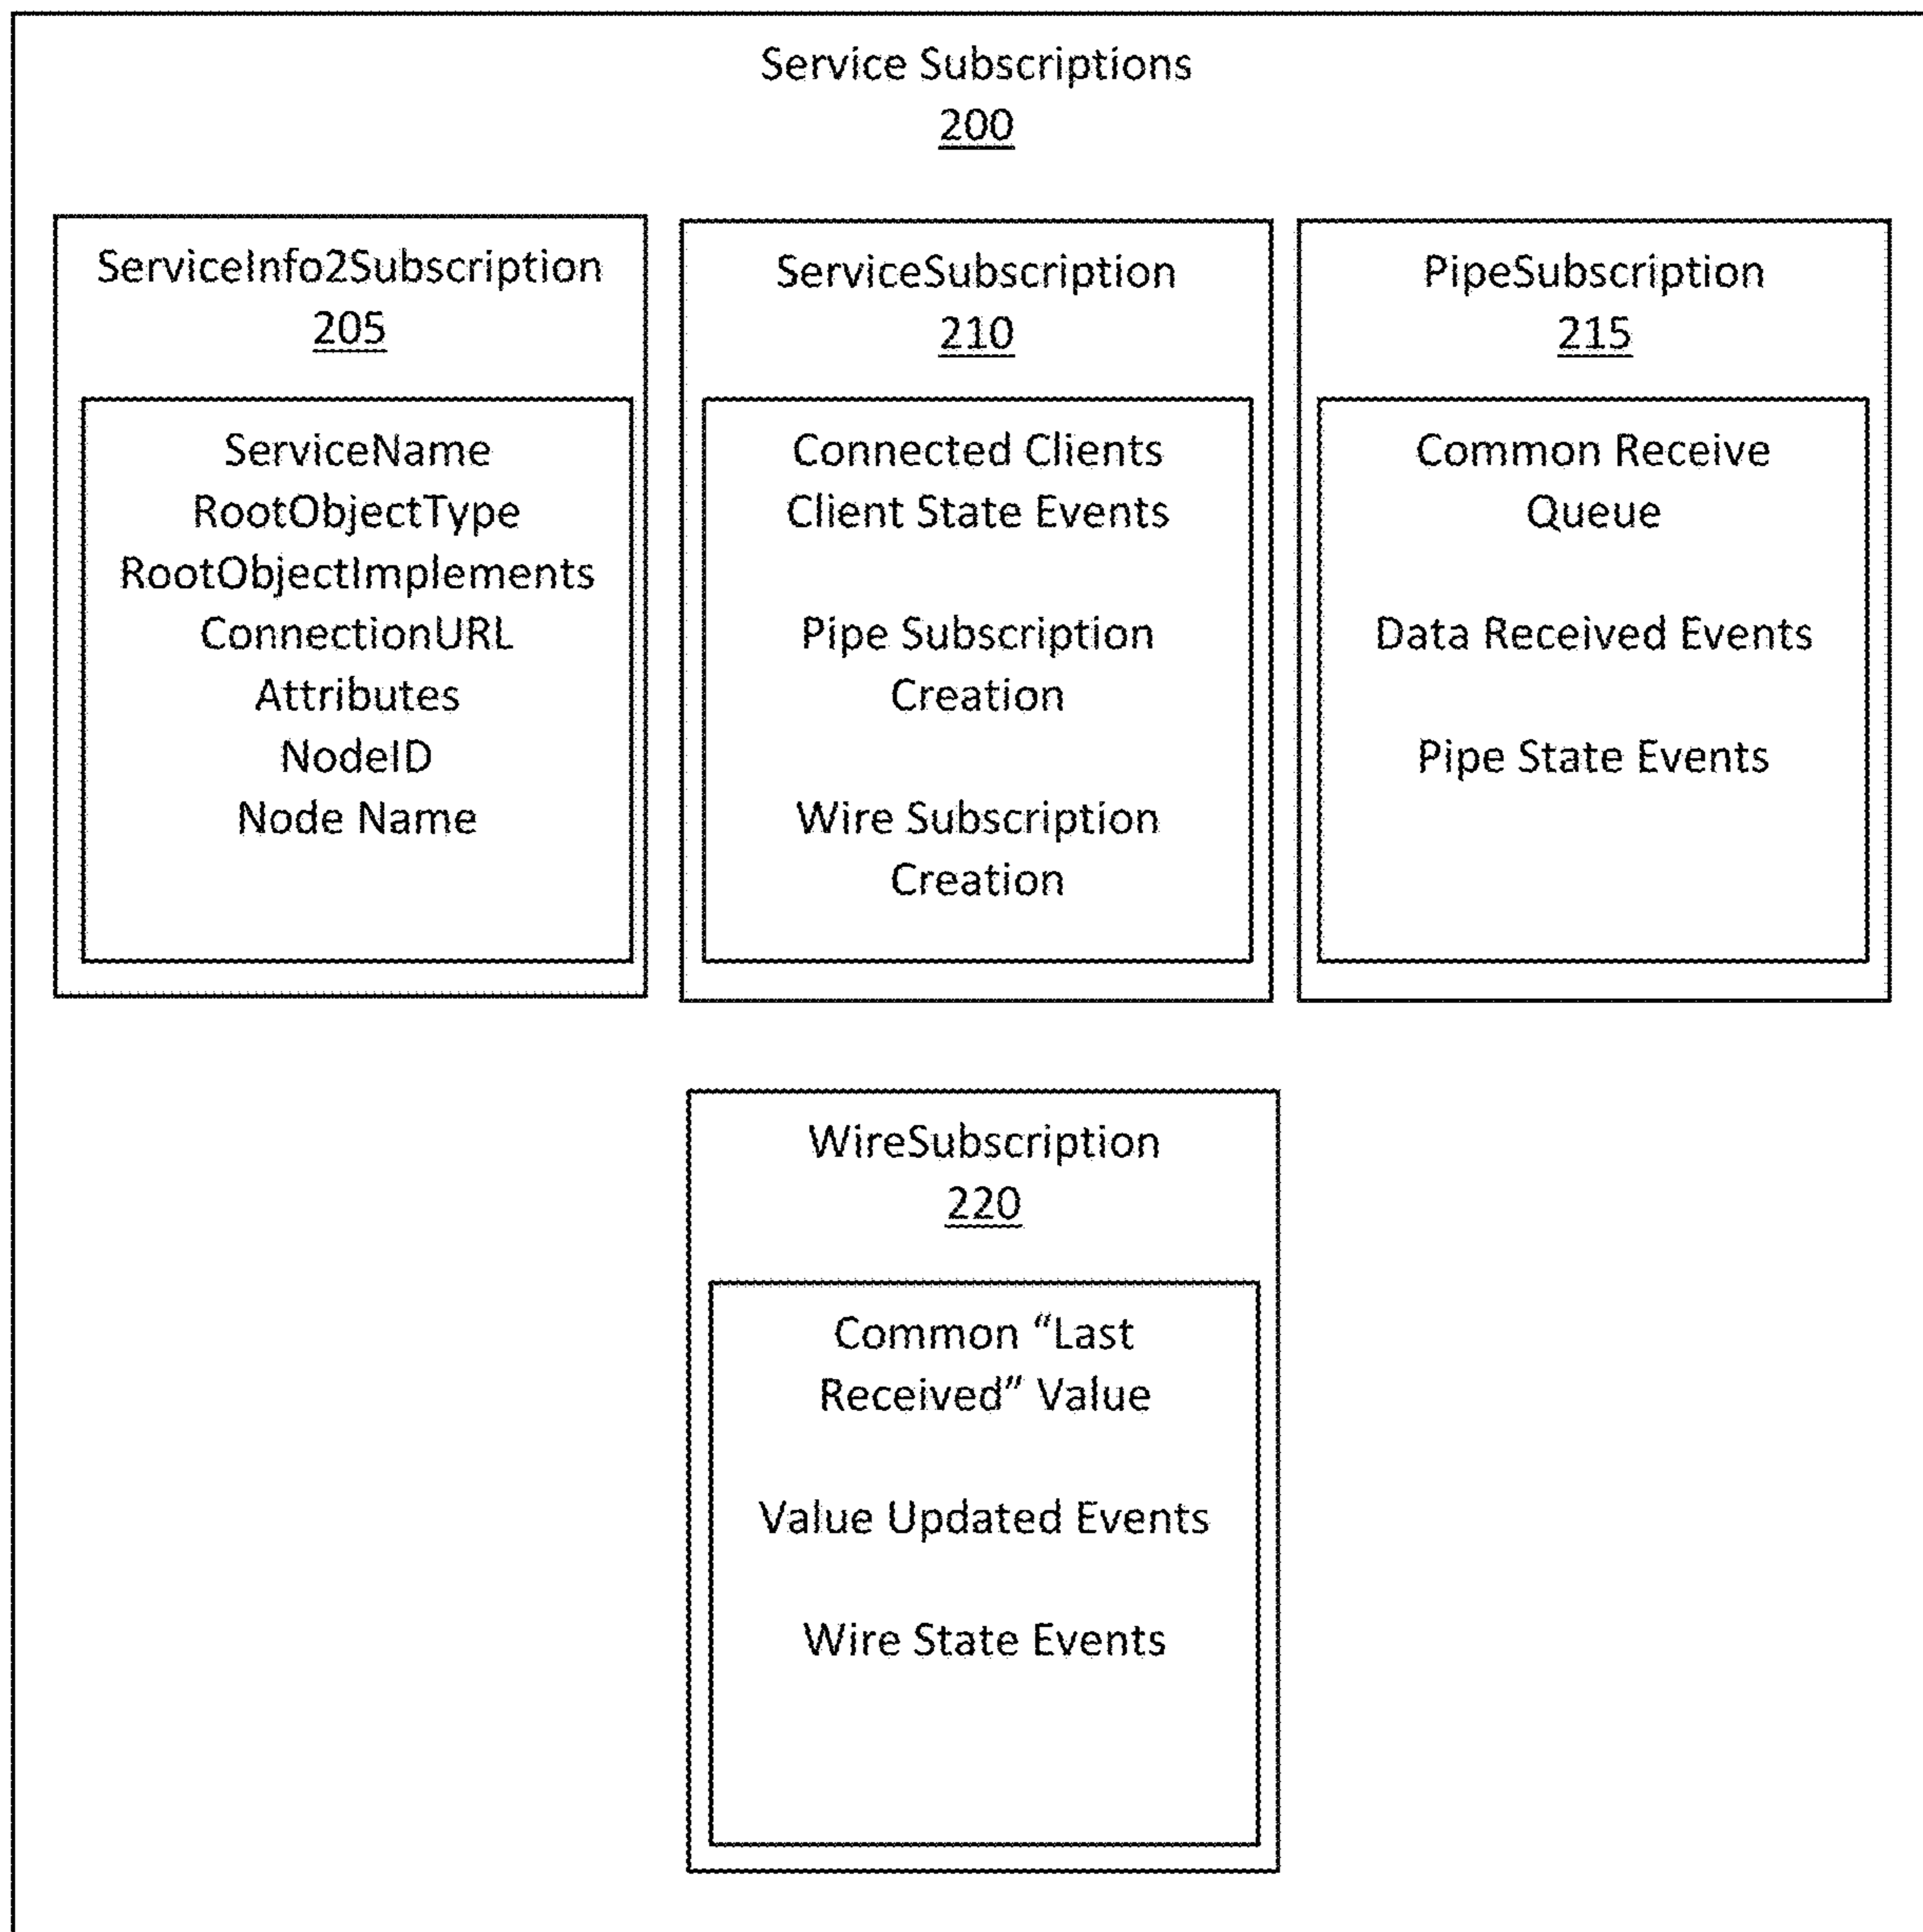 Service Subscriptions
200
ServiceInfo2Subscription
205
ServiceName
RootObjectType
RootObjectImplements
ConnectionURL
Attributes
NodeID
Node Name
ServiceSubscription
210
Connected Clients
Client State Events
Pipe Subscription
Creation
Wire Subscription
Creation
PipeSubscription
215
Common Receive
Queue
Data Received Events
Pipe State Events
WireSubscription
220
Common “Last
Received” Value
Value Updated Events
Wire State Events